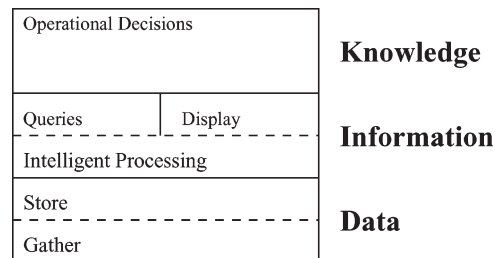 Operational Decisions
Knowledge
Queries
Display
Information
Intelligent Processing
Store
Data
Gather